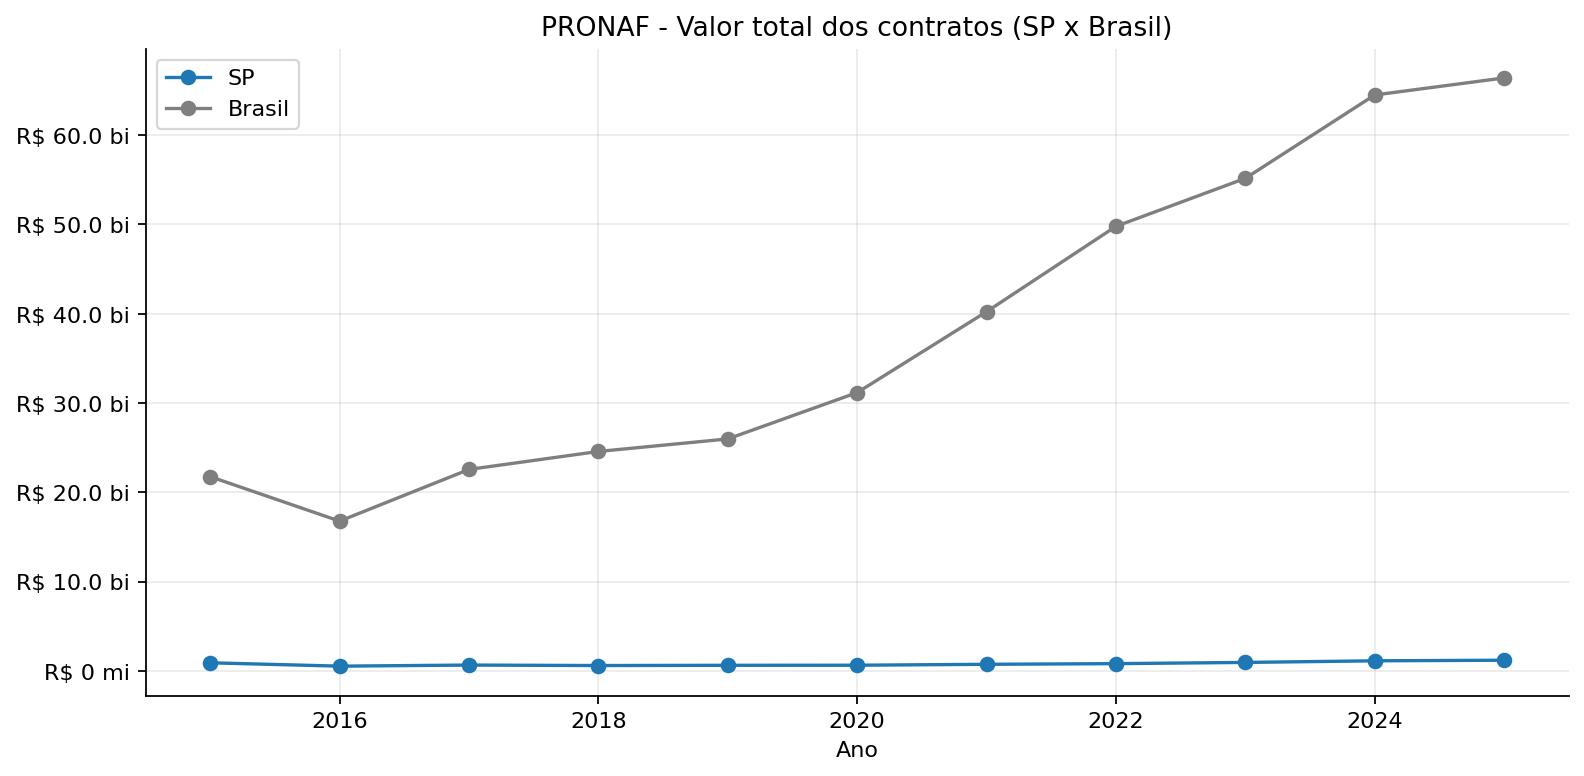 PRONAF - Valor total dos contratos (SP x Brasil)
SP
Brasil
R$ 60.0 bi
R$ 50.0 bi
R$ 40.0 bi
R$ 30.0 bi
R$ 20.0 bi
R$ 10.0 bi
R$ 0 mi
2016
2018
2020
2022
2024
Ano